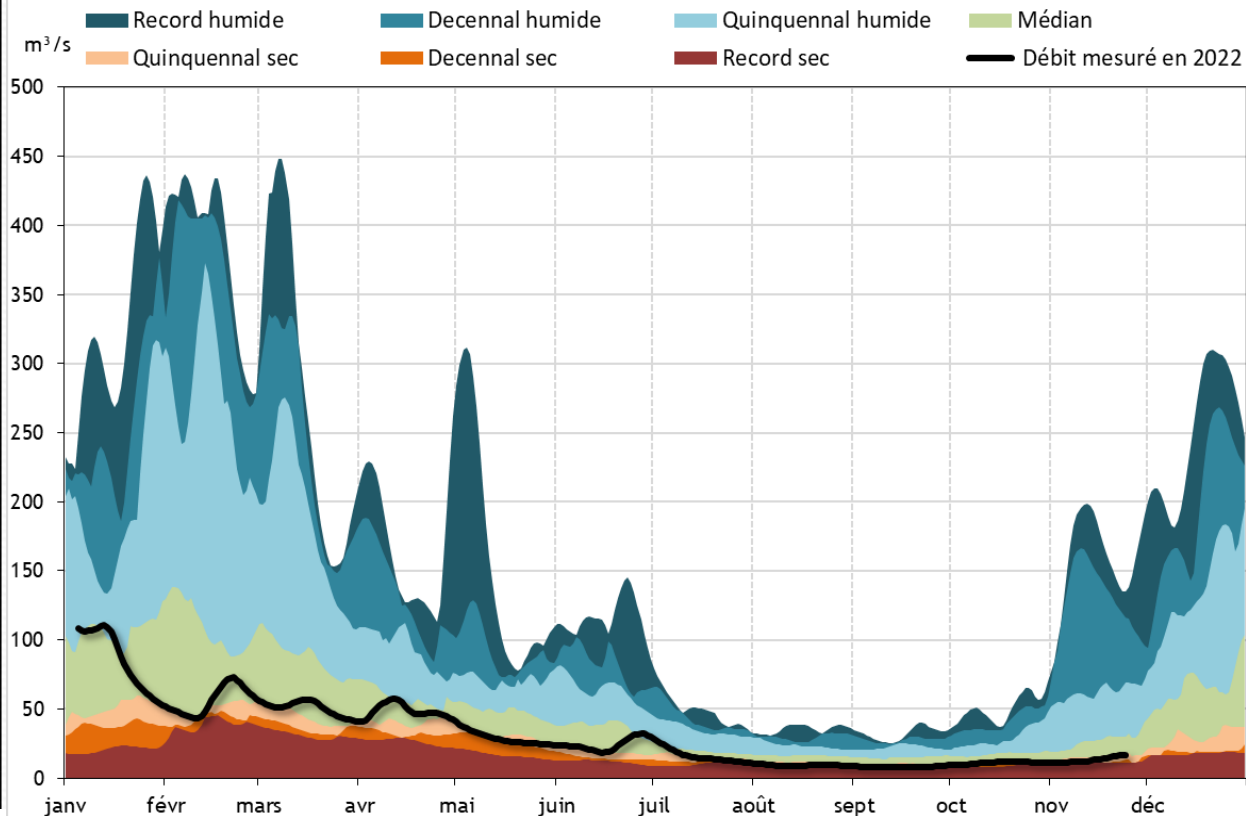 Record humide Decennal humide Quinquennal humide Médian
m³/s
Quinquennal sec Decennal sec Record sec Débit mesuré en 2022
500
450
400
350
300
250
200
150
100
50
0
janv févr mars avr mai juin juil août sept oct nov déc